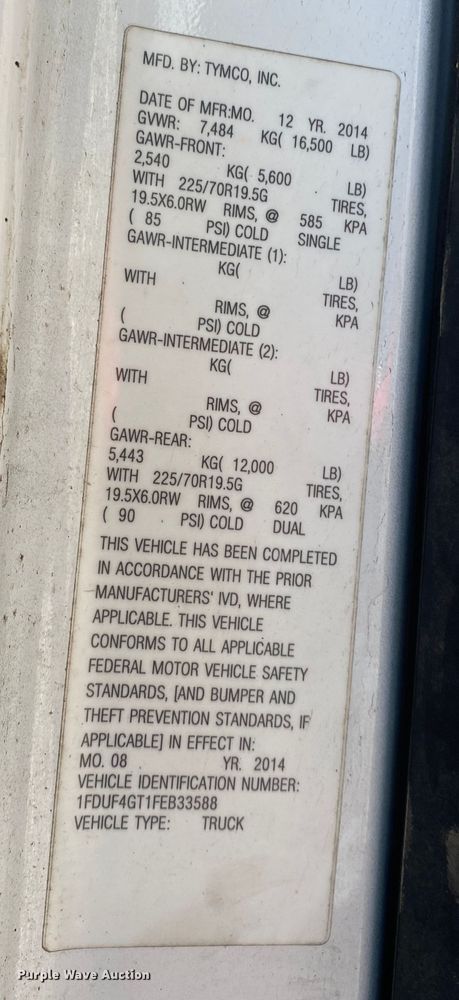 MFD. BY: TYMCO, INC.
DATE OF MFR:MO. 12 YR. 2014
GVWR: 7,484 KG( 16,500 LB)
GAWR-FRONT:
2,540 KG( 5,600 LB)
WITH 225/70R19.5G TIRES,
19.5X6.0RW RIMS, @ 585 KPA
( 85 PSI) COLD SINGLE
GAWR-INTERMEDIATE (1):
KG( LB)
WITH TIRES,
RIMS, @ KPA
( PSI) COLD
GAWR-INTERMEDIATE (2):
KG( LB)
WITH TIRES,
RIMS, @ KPA
( PSI) COLD
GAWR-REAR:
5,443 KG( 12,000 LB)
WITH 225/70R19.5G TIRES,
19.5X6.0RW RIMS, @ 620 KPA
( 90 PSI) COLD DUAL
THIS VEHICLE HAS BEEN COMPLETED
IN ACCORDANCE WITH THE PRIOR
MANUFACTURERS' IVD, WHERE
APPLICABLE. THIS VEHICLE
CONFORMS TO ALL APPLICABLE
FEDERAL MOTOR VEHICLE SAFETY
STANDARDS, [AND BUMPER AND
THEFT PREVENTION STANDARDS, IF
APPLICABLE] IN EFFECT IN:
MO. 08 YR. 2014
VEHICLE IDENTIFICATION NUMBER:
1FDUF4GT1FEB33588
VEHICLE TYPE: TRUCK
Purple Wave Auction